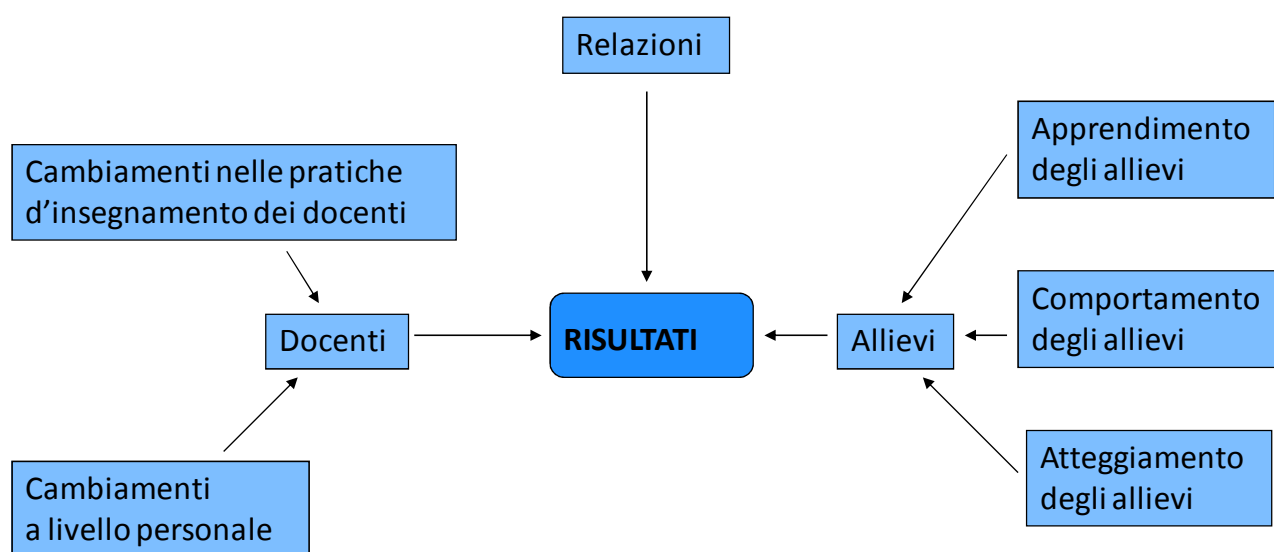 Relazioni
Cambiamenti nelle pratiche
d’insegnamento dei docenti
Apprendimento
degli allievi
Docenti
RISULTATI
Allievi
Comportamento
degli allievi
Cambiamenti
a livello personale
Atteggiamento
degli allievi